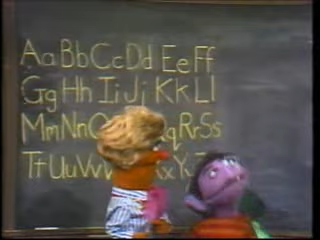 Aa Bb Cc Dd Ee Ff
Gg Hh Ii Jj Kk Ll
Mm Nn O q Rr Ss
Tt Uu Vv x Y